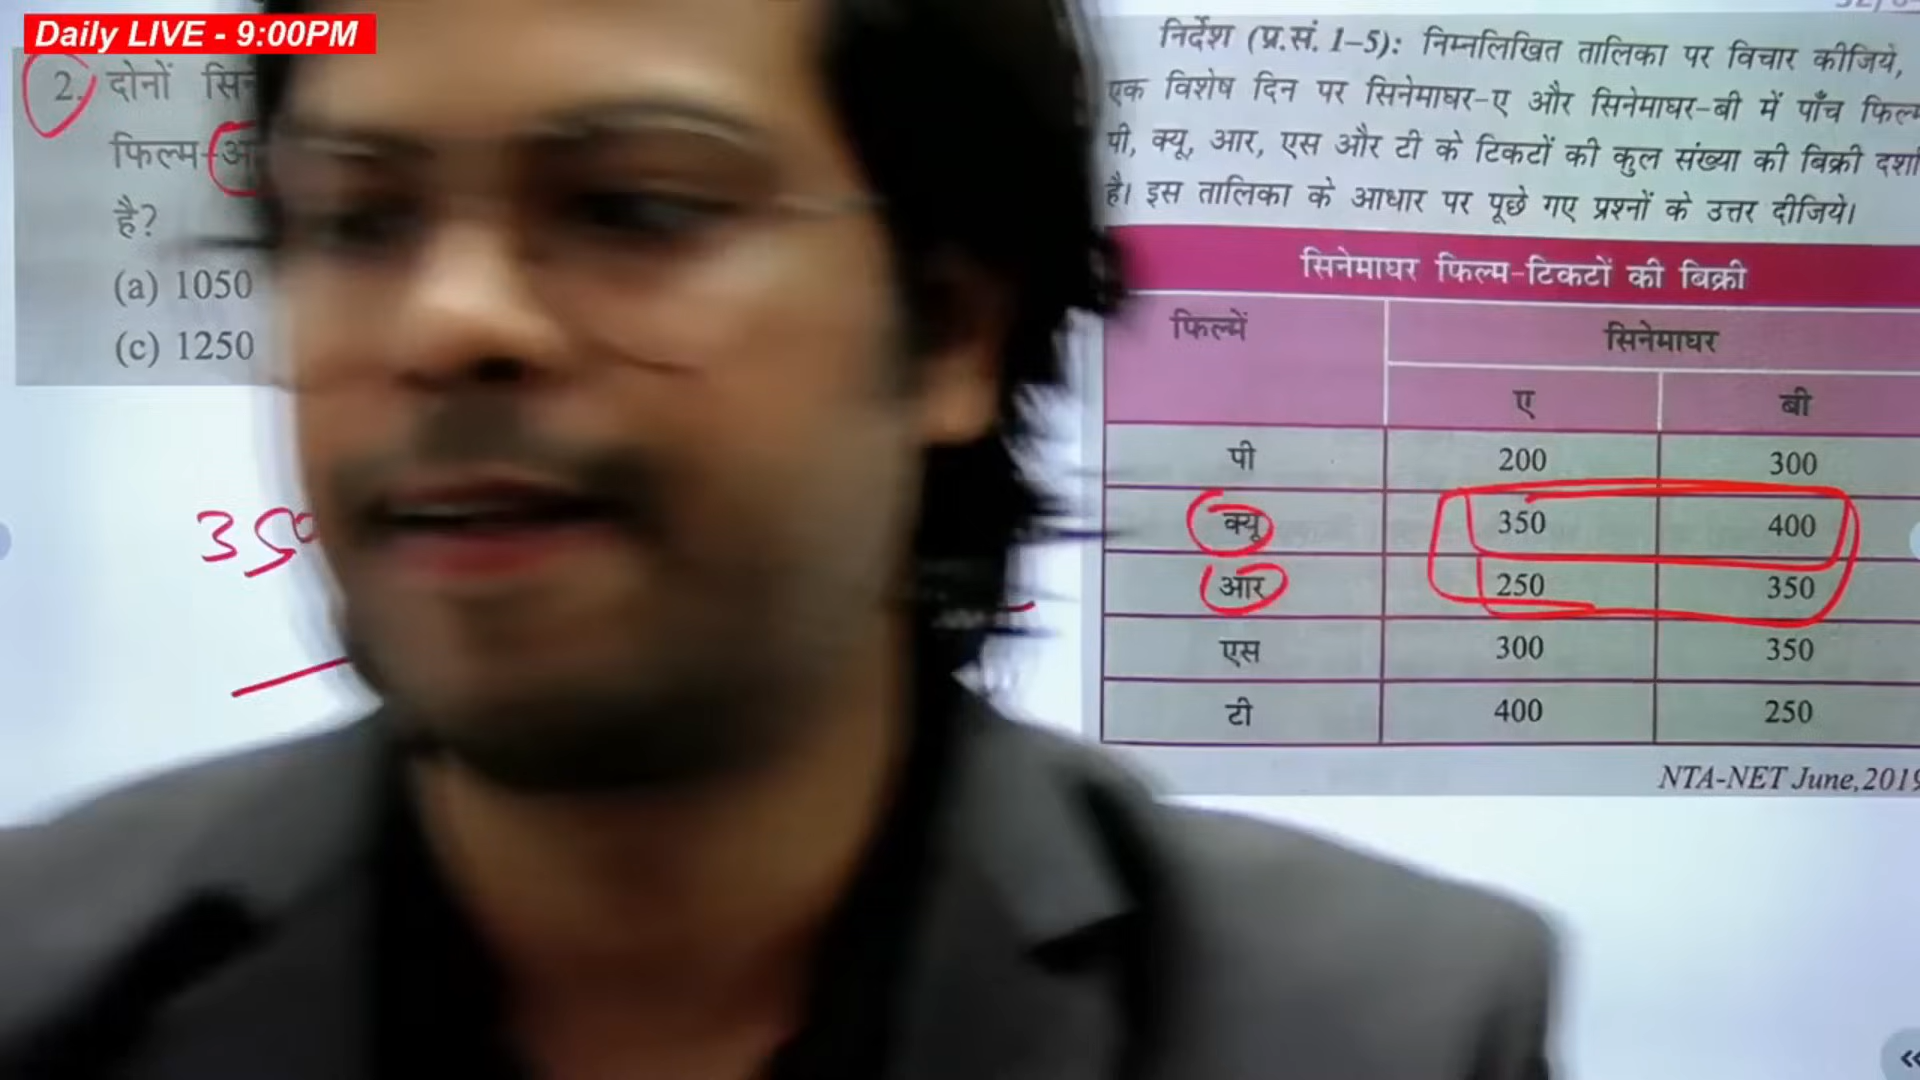 Daily LIVE - 9:00PM
2. दोनों
फिल्म
है?
(a) 1050
(c) 1250
350
निर्देश (प्र.सं. 1–5): निम्नलिखित तालिका पर विचार कीजिये,
एक विशेष दिन पर सिनेमाघर-ए और सिनेमाघर-बी में पाँच फिल्म
पी, क्यू, आर, एस और टी के टिकटों की कुल संख्या की बिक्री
है। इस तालिका के आधार पर पूछे गए प्रश्नों के उत्तर दीजिये।
सिनेमाघर फिल्म-टिकटों की बिक्री
फिल्में सिनेमाघर
ए बी
पी 200 300
क्यू 350 400
आर 250 350
एस 300 350
टी 400 250
NTA-NET June,2019